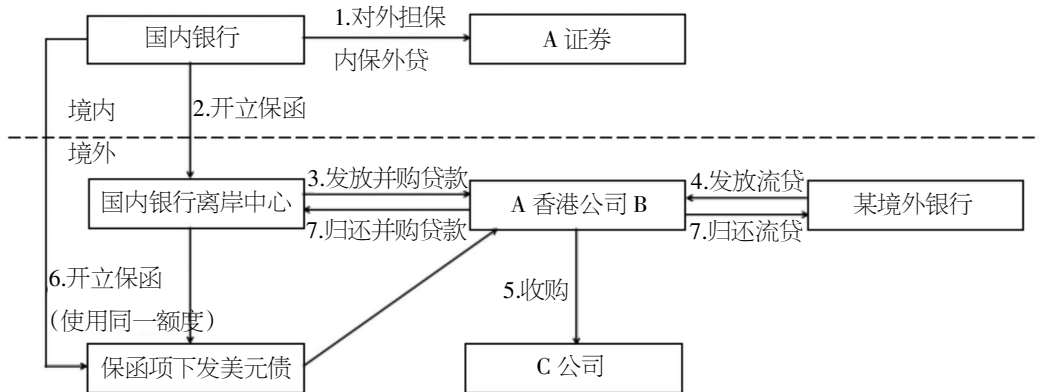 1.对外担保
国内银行
A 证券
内保外贷
境内
2.开立保函
境外
3.发放并购贷款
4.发放流贷
国内银行离岸中心
A 香港公司 B
某境外银行
7.归还并购贷款
7.归还流贷
6.开立保函
5.收购
（使用同一额度）
保函项下发美元债
C 公司